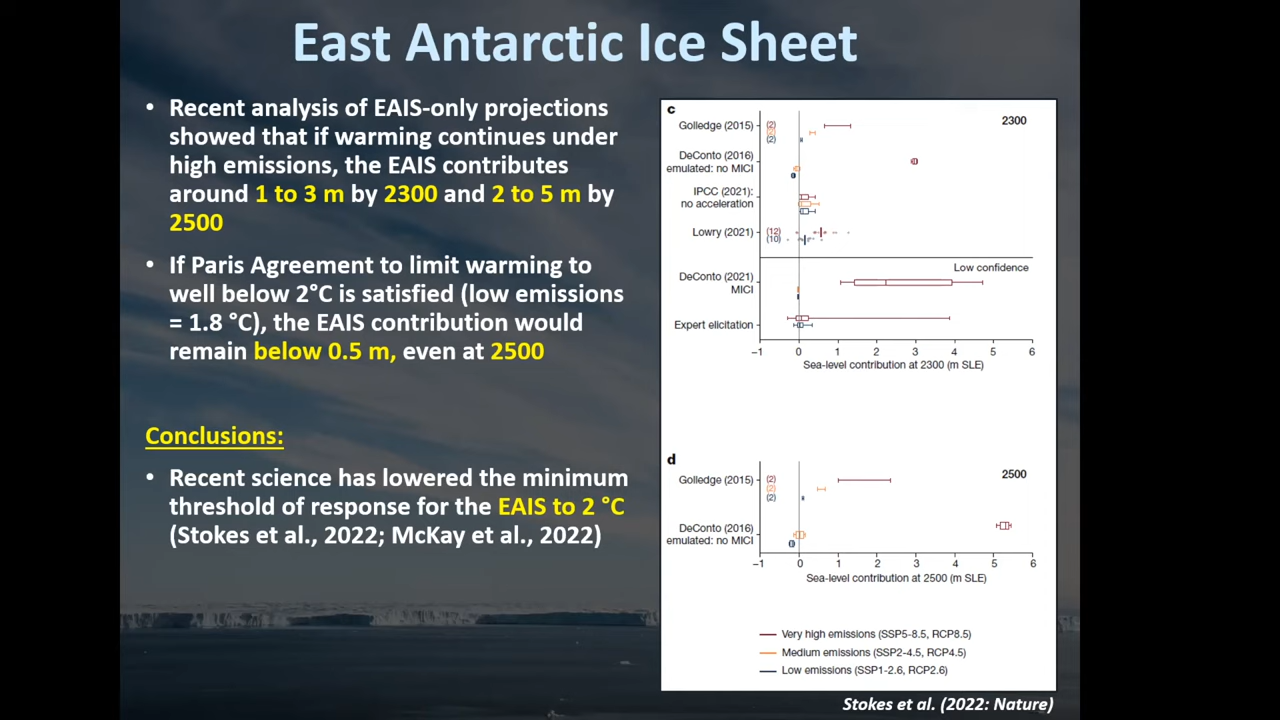 East Antarctic Ice Sheet
• Recent analysis of EAIS-only projections
showed that if warming continues under
high emissions, the EAIS contributes
around 1 to 3 m by 2300 and 2 to 5 m by
2500
• If Paris Agreement to limit warming to
well below 2°C is satisfied (low emissions
= 1.8 °C), the EAIS contribution would
remain below 0.5 m, even at 2500
Conclusions:
• Recent science has lowered the minimum
threshold of response for the EAIS to 2 °C
(Stokes et al., 2022; McKay et al., 2022)
c
2300
Golledge (2015)
(2)
(2)
(2)
DeConto (2016)
emulated: no MICI
IPCC (2021):
no acceleration
Lowry (2021)
(12)
(10)
Low confidence
DeConto (2021)
MICI
Expert elicitation
−1 0 1 2 3 4 5 6
Sea-level contribution at 2300 (m SLE)
d
2500
Golledge (2015)
(2)
(2)
(2)
DeConto (2016)
emulated: no MICI
−1 0 1 2 3 4 5 6
Sea-level contribution at 2500 (m SLE)
Very high emissions (SSP5-8.5, RCP8.5)
Medium emissions (SSP2-4.5, RCP4.5)
Low emissions (SSP1-2.6, RCP2.6)
Stokes et al. (2022: Nature)